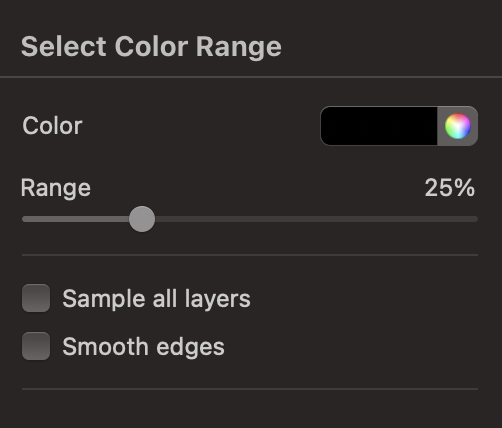 Select Color Range
Color
Range 25%
Sample all layers
Smooth edges